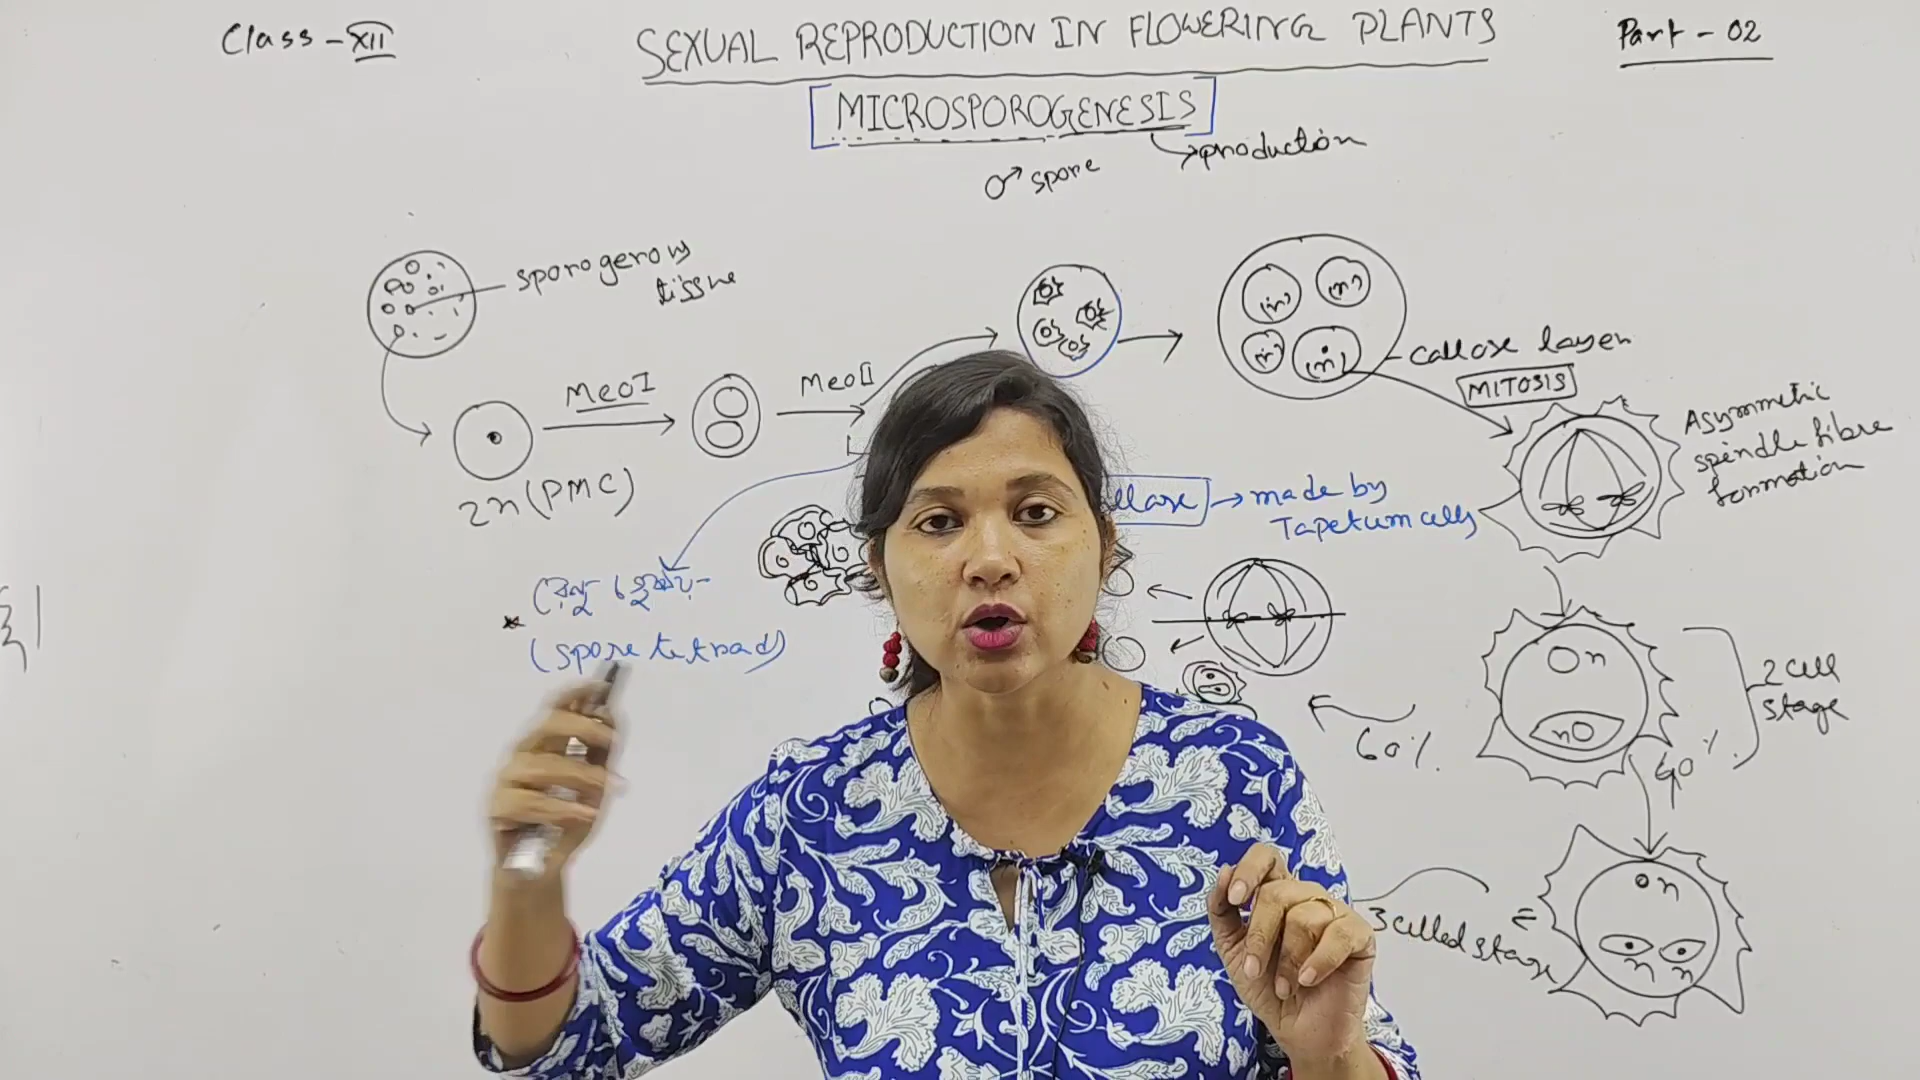 Class - XII
SEXUAL REPRODUCTION IN FLOWERING PLANTS
Part - 02
MICROSPOROGENESIS
production
♂ spore
sporogerous
tissue
MeoI
MeoII
2n (PMC)
(n) (n)
(n) (n)
callose layer
MITOSIS
Asymmetric
spindle fibre
formation
made by
Tapetum cells
রেনু
(spore tetrad)
n
n
2 cell
stage
60%.
40%.
n
n n
3 celled stage